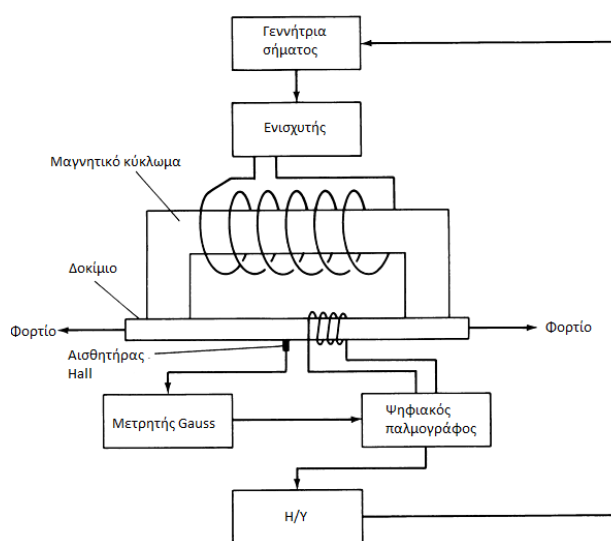 Γεννήτρια
σήματος
Ενισχυτής
Μαγνητικό κύκλωμα
Δοκίμιο
Φορτίο
Φορτίο
Αισθητήρας .
Hall
Μετρητής Gauss
Ψηφιακός
παλμογράφος
Η/Υ